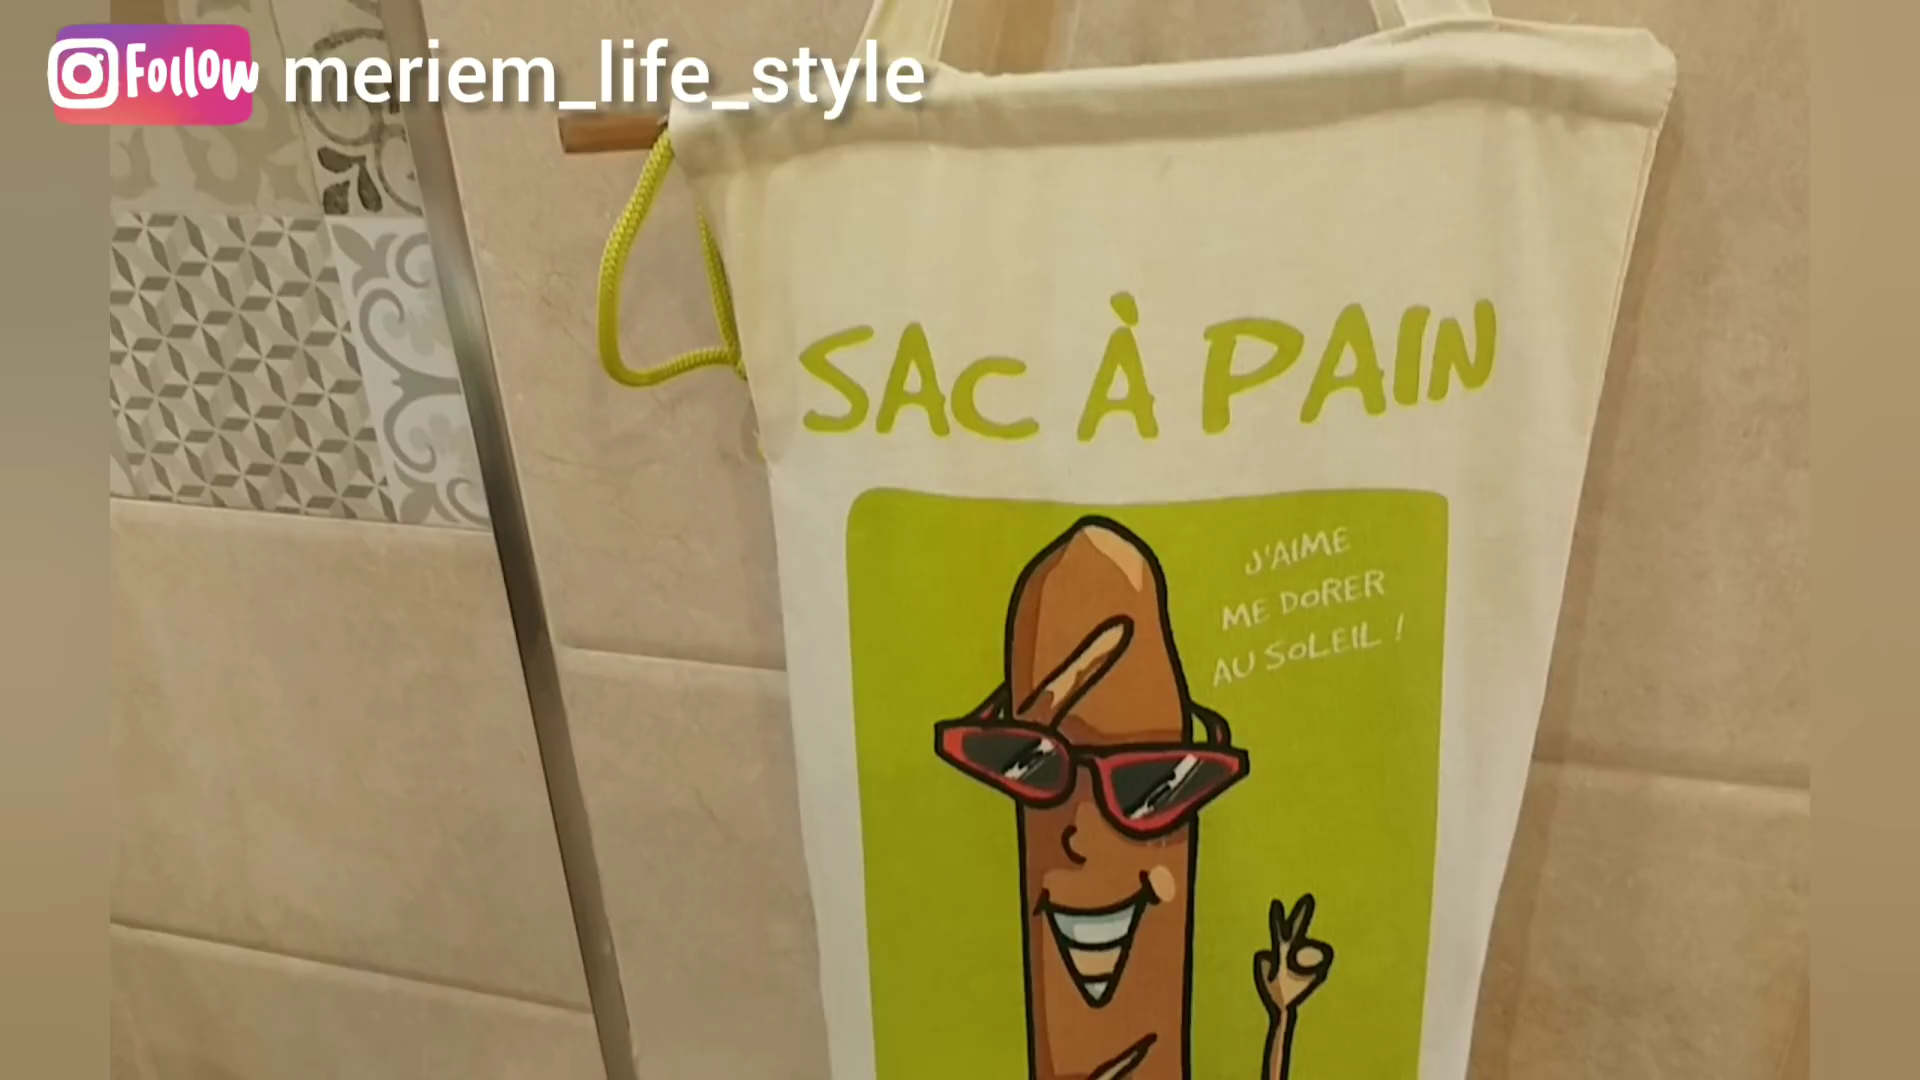 Follow meriem_life_style
SAC À PAIN
J'AIME
ME DORER
AU SOLEIL !